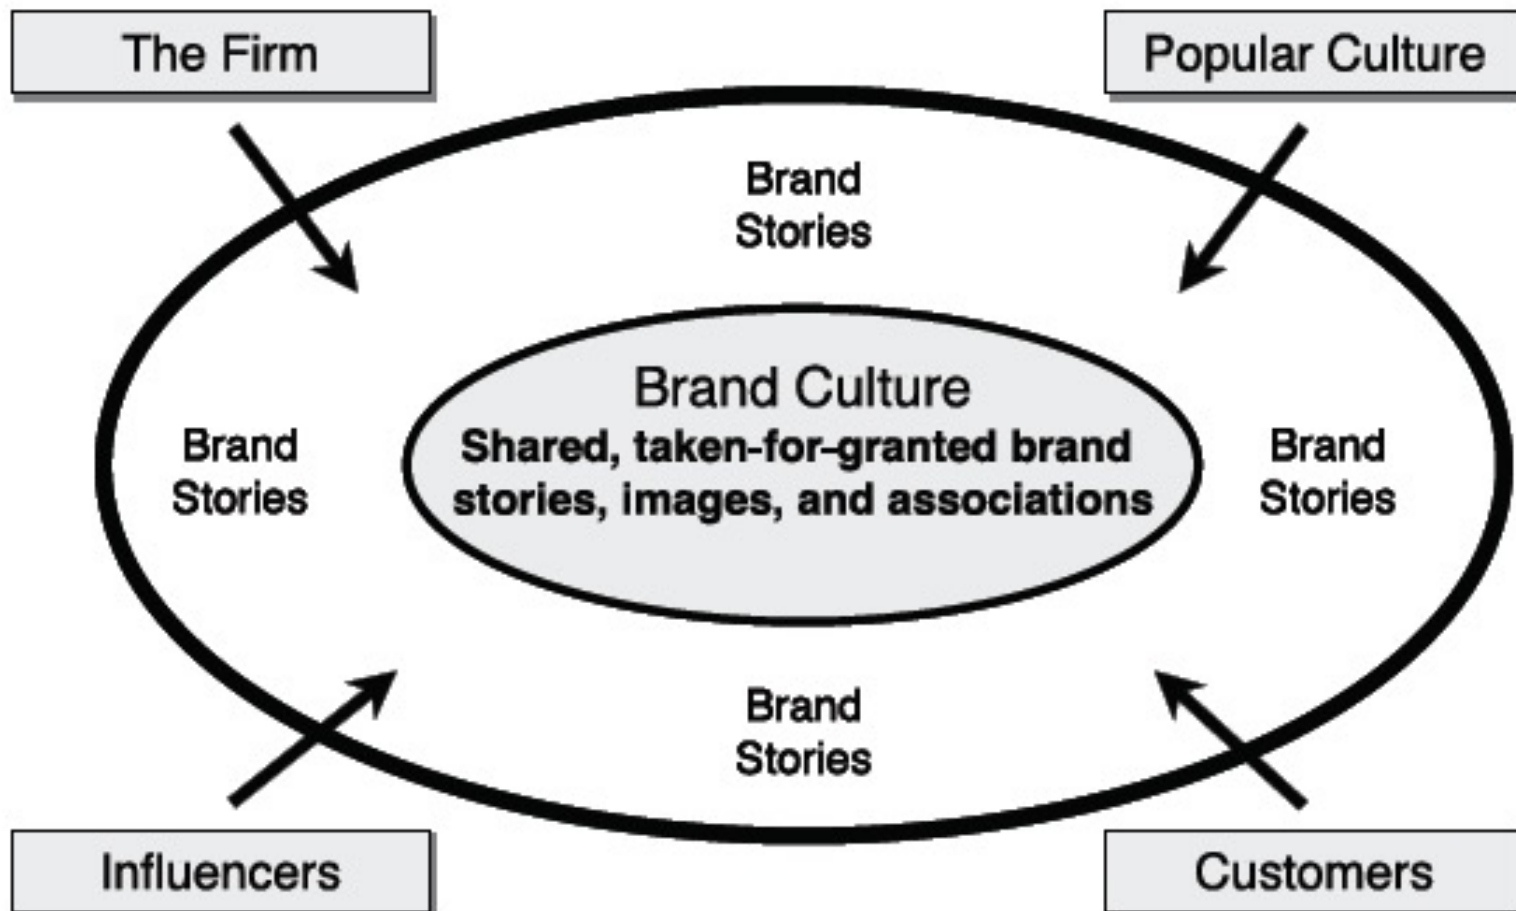 The Firm
Popular Culture
Brand
Stories
Brand Culture
Shared, taken-for-granted brand
stories, images, and associations
Brand
Stories
Brand
Stories
Brand
Stories
Influencers
Customers